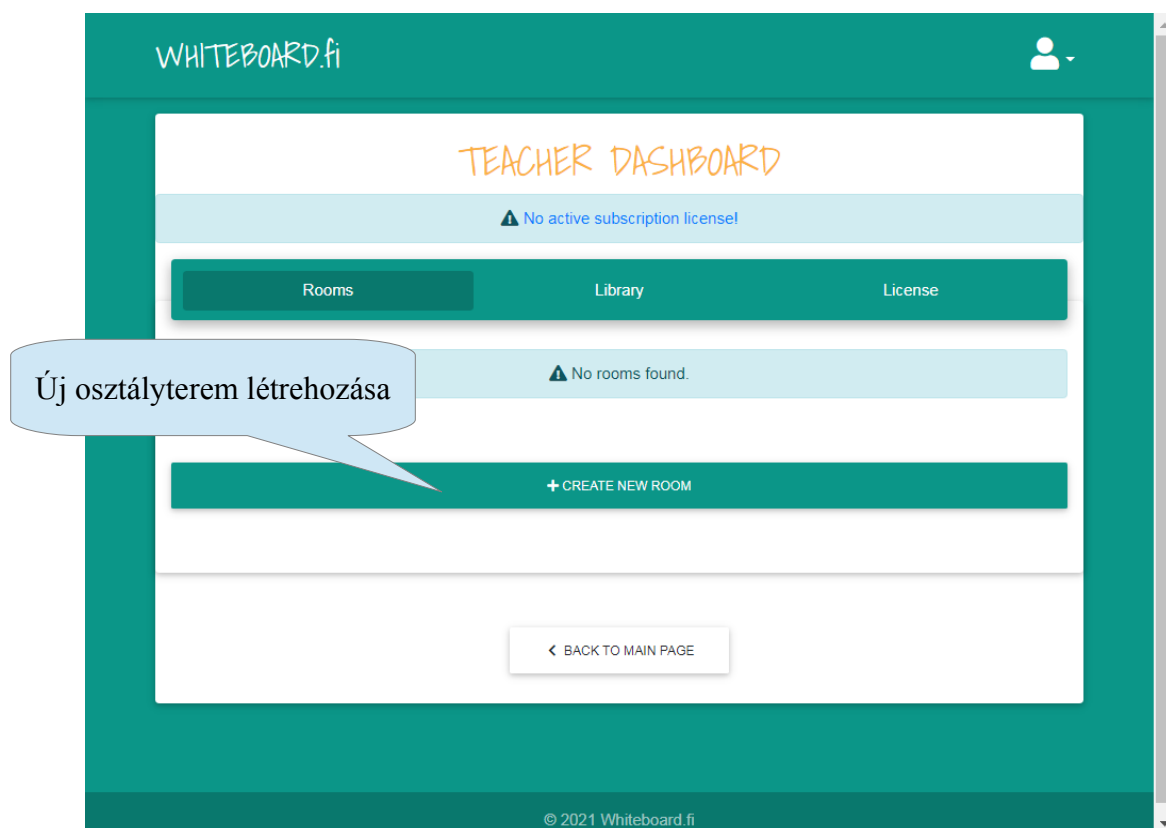 WHITEBOARD.fi
TEACHER DASHBOARD
No active subscription license!
Rooms
Library
License
No rooms found.
Új osztályterem létrehozása
CREATE NEW ROOM
BACK TO MAIN PAGE
© 2021 Whiteboard.fi